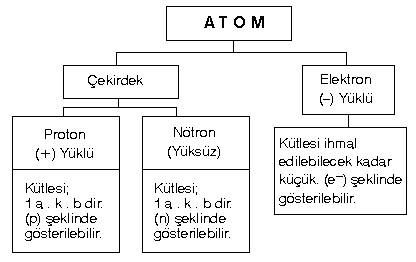 ATOM
Çekirdek
Elektron
(–) Yüklü
Proton
(+) Yüklü
Nötron
(Yüksüz)
Kütlesi;
1 a . k . b dir.
(p) şeklinde
gösterilebilir.
Kütlesi;
1 a . k . b dir.
(n) şeklinde
gösterilebilir.
Kütlesi ihmal
edilebilecek kadar
küçük. (e–) şeklinde
gösterilebilir.